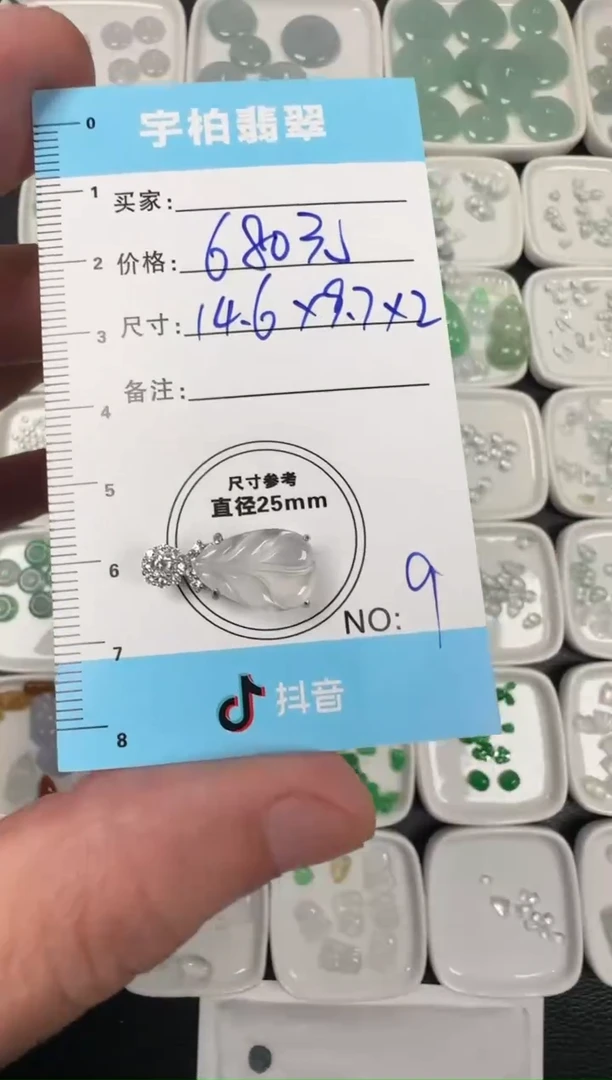 宇柏翡翠
0
1
买家:
2
价格: 680元
3
尺寸: 14.6×9.7×2
4
备注:
5
尺寸参考
直径25mm
6
NO: 9
7
抖音
8